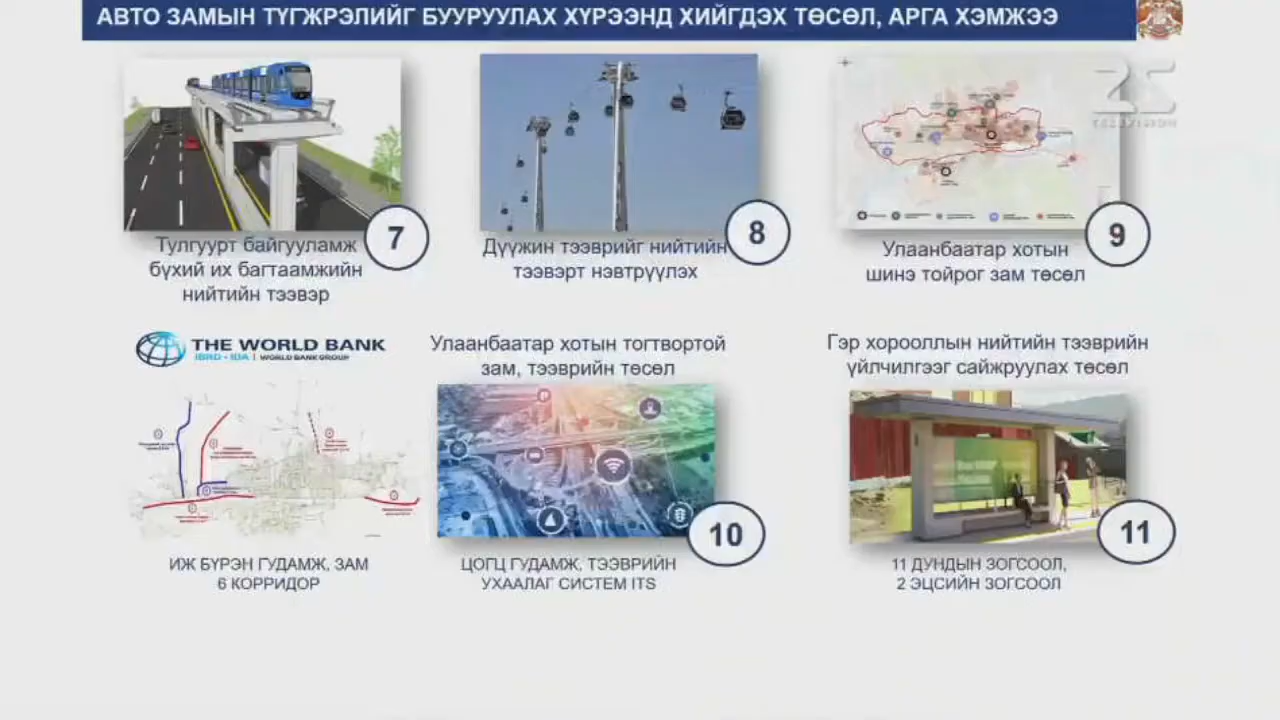 АВТО ЗАМЫН ТҮГЖРЭЛИЙГ БУУРУУЛАХ ХҮРЭЭНД ХИЙГДЭХ ТӨСӨЛ, АРГА ХЭМЖЭЭ
25
TELEVISION
7
Тулгуурт байгууламж
бүхий их багтаамжийн
нийтийн тээвэр
8
Дүүжин тээврийг нийтийн
тээвэрт нэвтрүүлэх
9
Улаанбаатар хотын
шинэ тойрог зам төсөл
THE WORLD BANK
IBRD • IDA | WORLD BANK GROUP
ИЖ БҮРЭН ГУДАМЖ, ЗАМ
6 КОРРИДОР
Улаанбаатар хотын тогтвортой
зам, тээврийн төсөл
10
ЦОГЦ ГУДАМЖ, ТЭЭВРИЙН
УХААЛАГ СИСТЕМ ITS
Гэр хорооллын нийтийн тээврийн
үйлчилгээг сайжруулах төсөл
11
11 ДУНДЫН ЗОГСООЛ,
2 ЭЦСИЙН ЗОГСООЛ